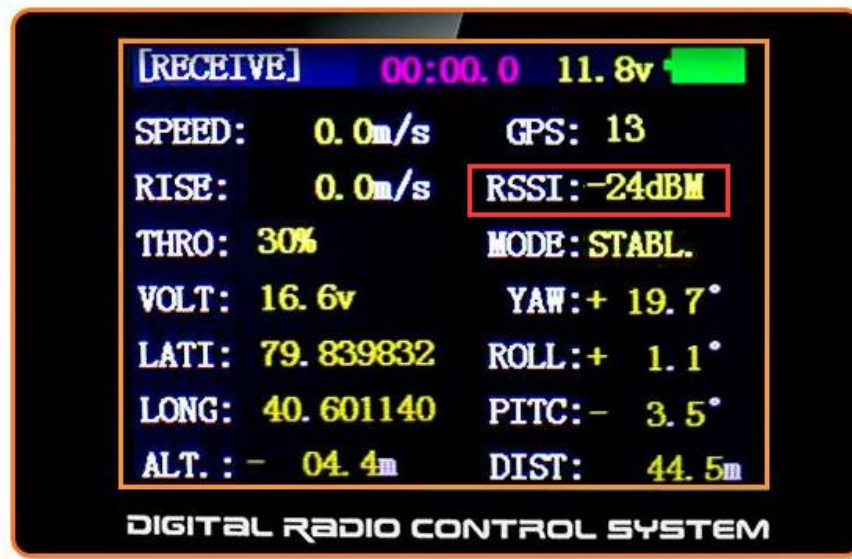 [RECEIVE] 00:00.0 11.8v
SPEED: 0.0m/s GPS: 13
RISE: 0.0m/s RSSI:-24dBM
THRO: 30% MODE:STABL.
VOLT: 16.6v YAW:+ 19.7°
LATI: 79.839832 ROLL:+ 1.1°
LONG: 40.601140 PITC:- 3.5°
ALT.:- 04.4m DIST: 44.5m
DIGITAL RADIO CONTROL SYSTEM